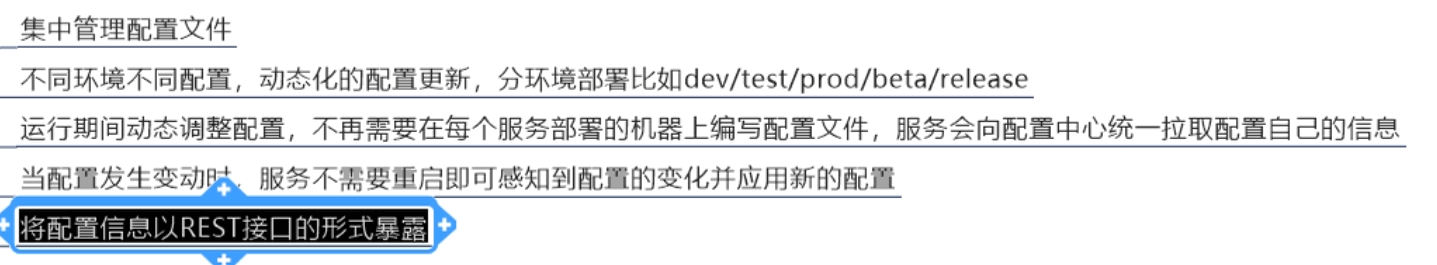 集中管理配置文件
不同环境不同配置，动态化的配置更新，分环境部署比如dev/test/prod/beta/release
运行期间动态调整配置，不再需要在每个服务部署的机器上编写配置文件，服务会向配置中心统一拉取配置自己的信息
当配置发生变动时，服务不需要重启即可感知到配置的变化并应用新的配置
将配置信息以REST接口的形式暴露